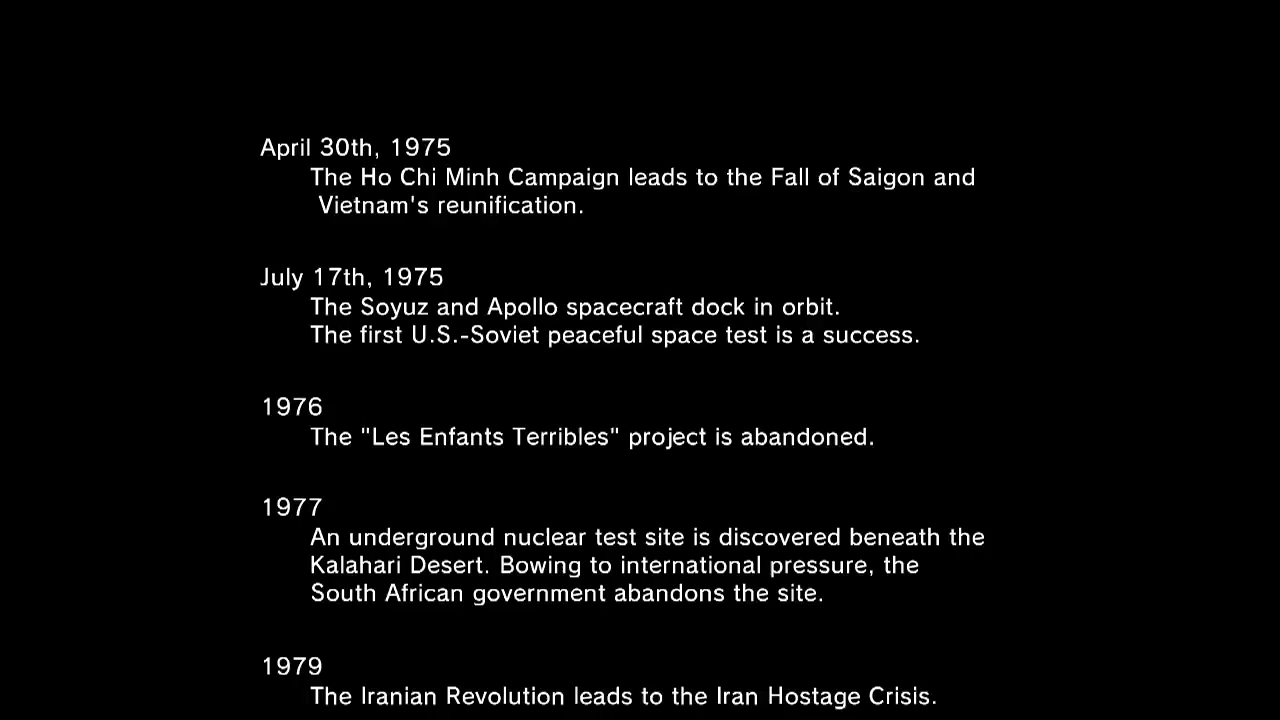 April 30th, 1975
The Ho Chi Minh Campaign leads to the Fall of Saigon and
Vietnam's reunification.
July 17th, 1975
The Soyuz and Apollo spacecraft dock in orbit.
The first U.S.-Soviet peaceful space test is a success.
1976
The "Les Enfants Terribles" project is abandoned.
1977
An underground nuclear test site is discovered beneath the
Kalahari Desert. Bowing to international pressure, the
South African government abandons the site.
1979
The Iranian Revolution leads to the Iran Hostage Crisis.